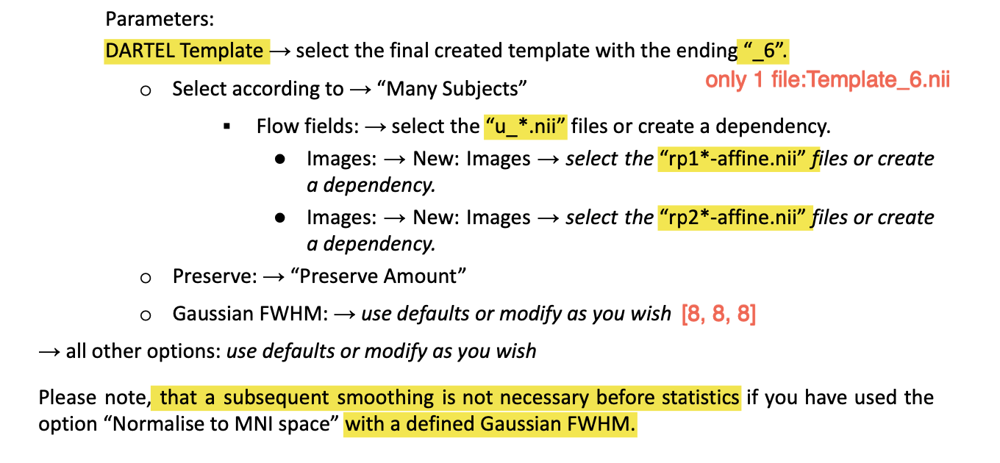 Parameters:
DARTEL Template → select the final created template with the ending “_6”.
only 1 file:Template_6.nii
o Select according to → “Many Subjects”
▪ Flow fields: → select the “u_*.nii” files or create a dependency.
● Images: → New: Images → select the “rp1*-affine.nii” files or create
a dependency.
● Images: → New: Images → select the “rp2*-affine.nii” files or create
a dependency.
o Preserve: → “Preserve Amount”
o Gaussian FWHM: → use defaults or modify as you wish [8, 8, 8]
→ all other options: use defaults or modify as you wish
Please note, that a subsequent smoothing is not necessary before statistics if you have used the
option “Normalise to MNI space” with a defined Gaussian FWHM.